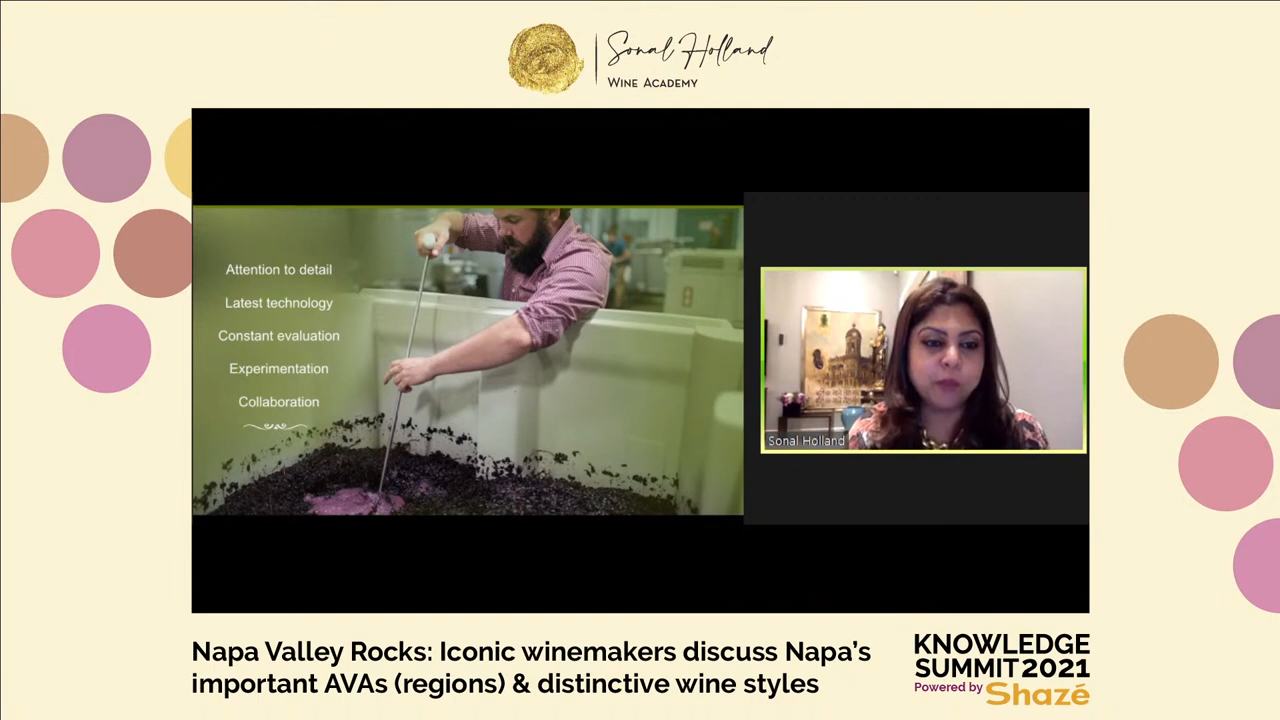 Sonal Holland
WINE ACADEMY
Attention to detail
Latest technology
Constant evaluation
Experimentation
Collaboration
Sonal Holland
Napa Valley Rocks: Iconic winemakers discuss Napa's
important AVAs (regions) & distinctive wine styles
KNOWLEDGE
SUMMIT 2021
Powered by Shazé